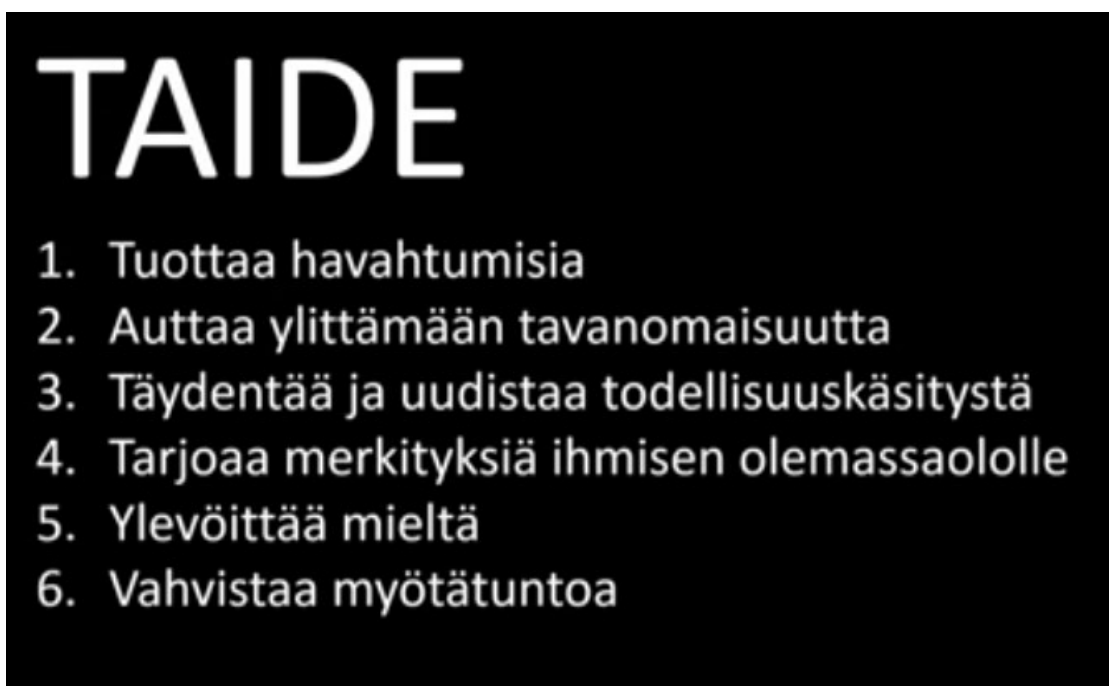 TAIDE
1. Tuottaa havahtumisia
2. Auttaa ylittämään tavanomaisuutta
3. Täydentää ja uudistaa todellisuuskäsitystä
4. Tarjoaa merkityksiä ihmisen olemassaololle
5. Ylevöittää mieltä
6. Vahvistaa myötätuntoa